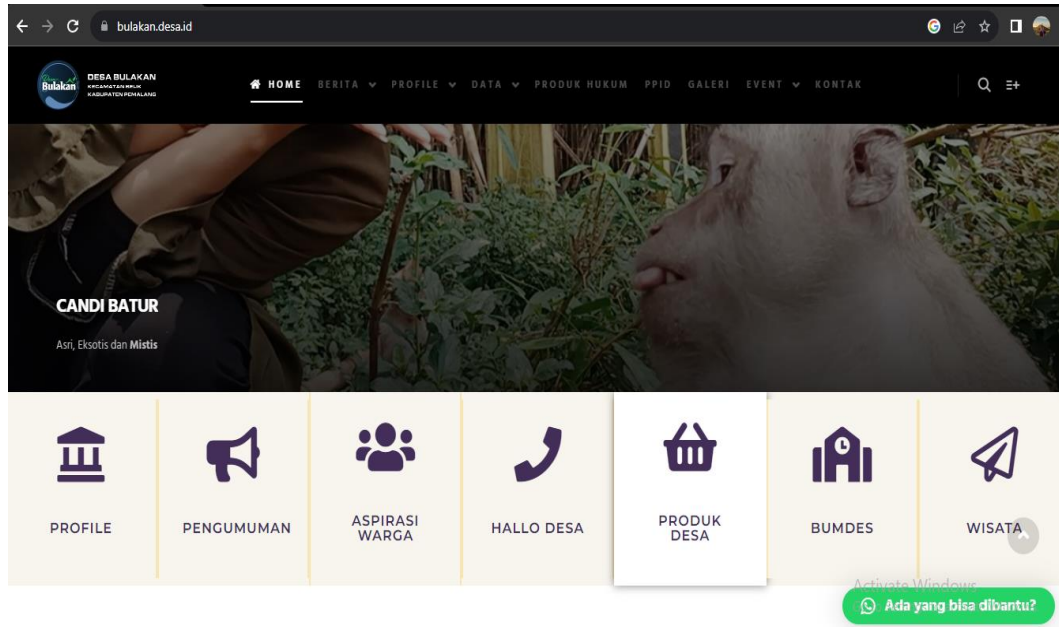 bulakan.desa.id
Desa
Bulakan
DESA BULAKAN
KECAMATAN BELIK
KABUPATEN PEMALANG
HOME BERITA PROFILE DATA PRODUK HUKUM PPID GALERI EVENT KONTAK
CANDI BATUR
Asri, Eksotis dan Mistis
PROFILE
PENGUMUMAN
ASPIRASI
WARGA
HALLO DESA
PRODUK
DESA
BUMDES
WISATA
Activate Windows
Ada yang bisa dibantu?